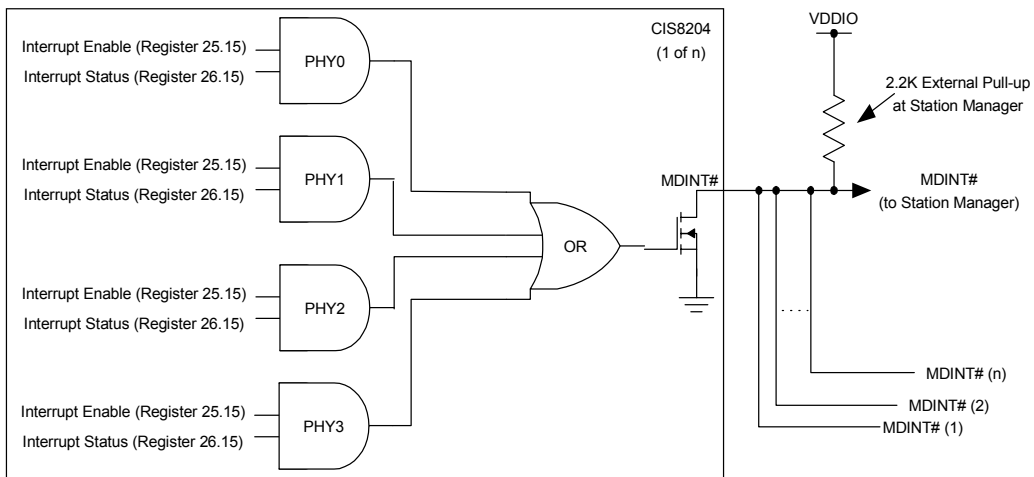 CIS8204
(1 of n)
VDDIO
Interrupt Enable (Register 25.15)
Interrupt Status (Register 26.15)
PHY0
2.2K External Pull-up
at Station Manager
Interrupt Enable (Register 25.15)
Interrupt Status (Register 26.15)
PHY1
MDINT#
MDINT#
(to Station Manager)
OR
Interrupt Enable (Register 25.15)
Interrupt Status (Register 26.15)
PHY2
. . . . .
MDINT# (n)
MDINT# (2)
MDINT# (1)
Interrupt Enable (Register 25.15)
Interrupt Status (Register 26.15)
PHY3